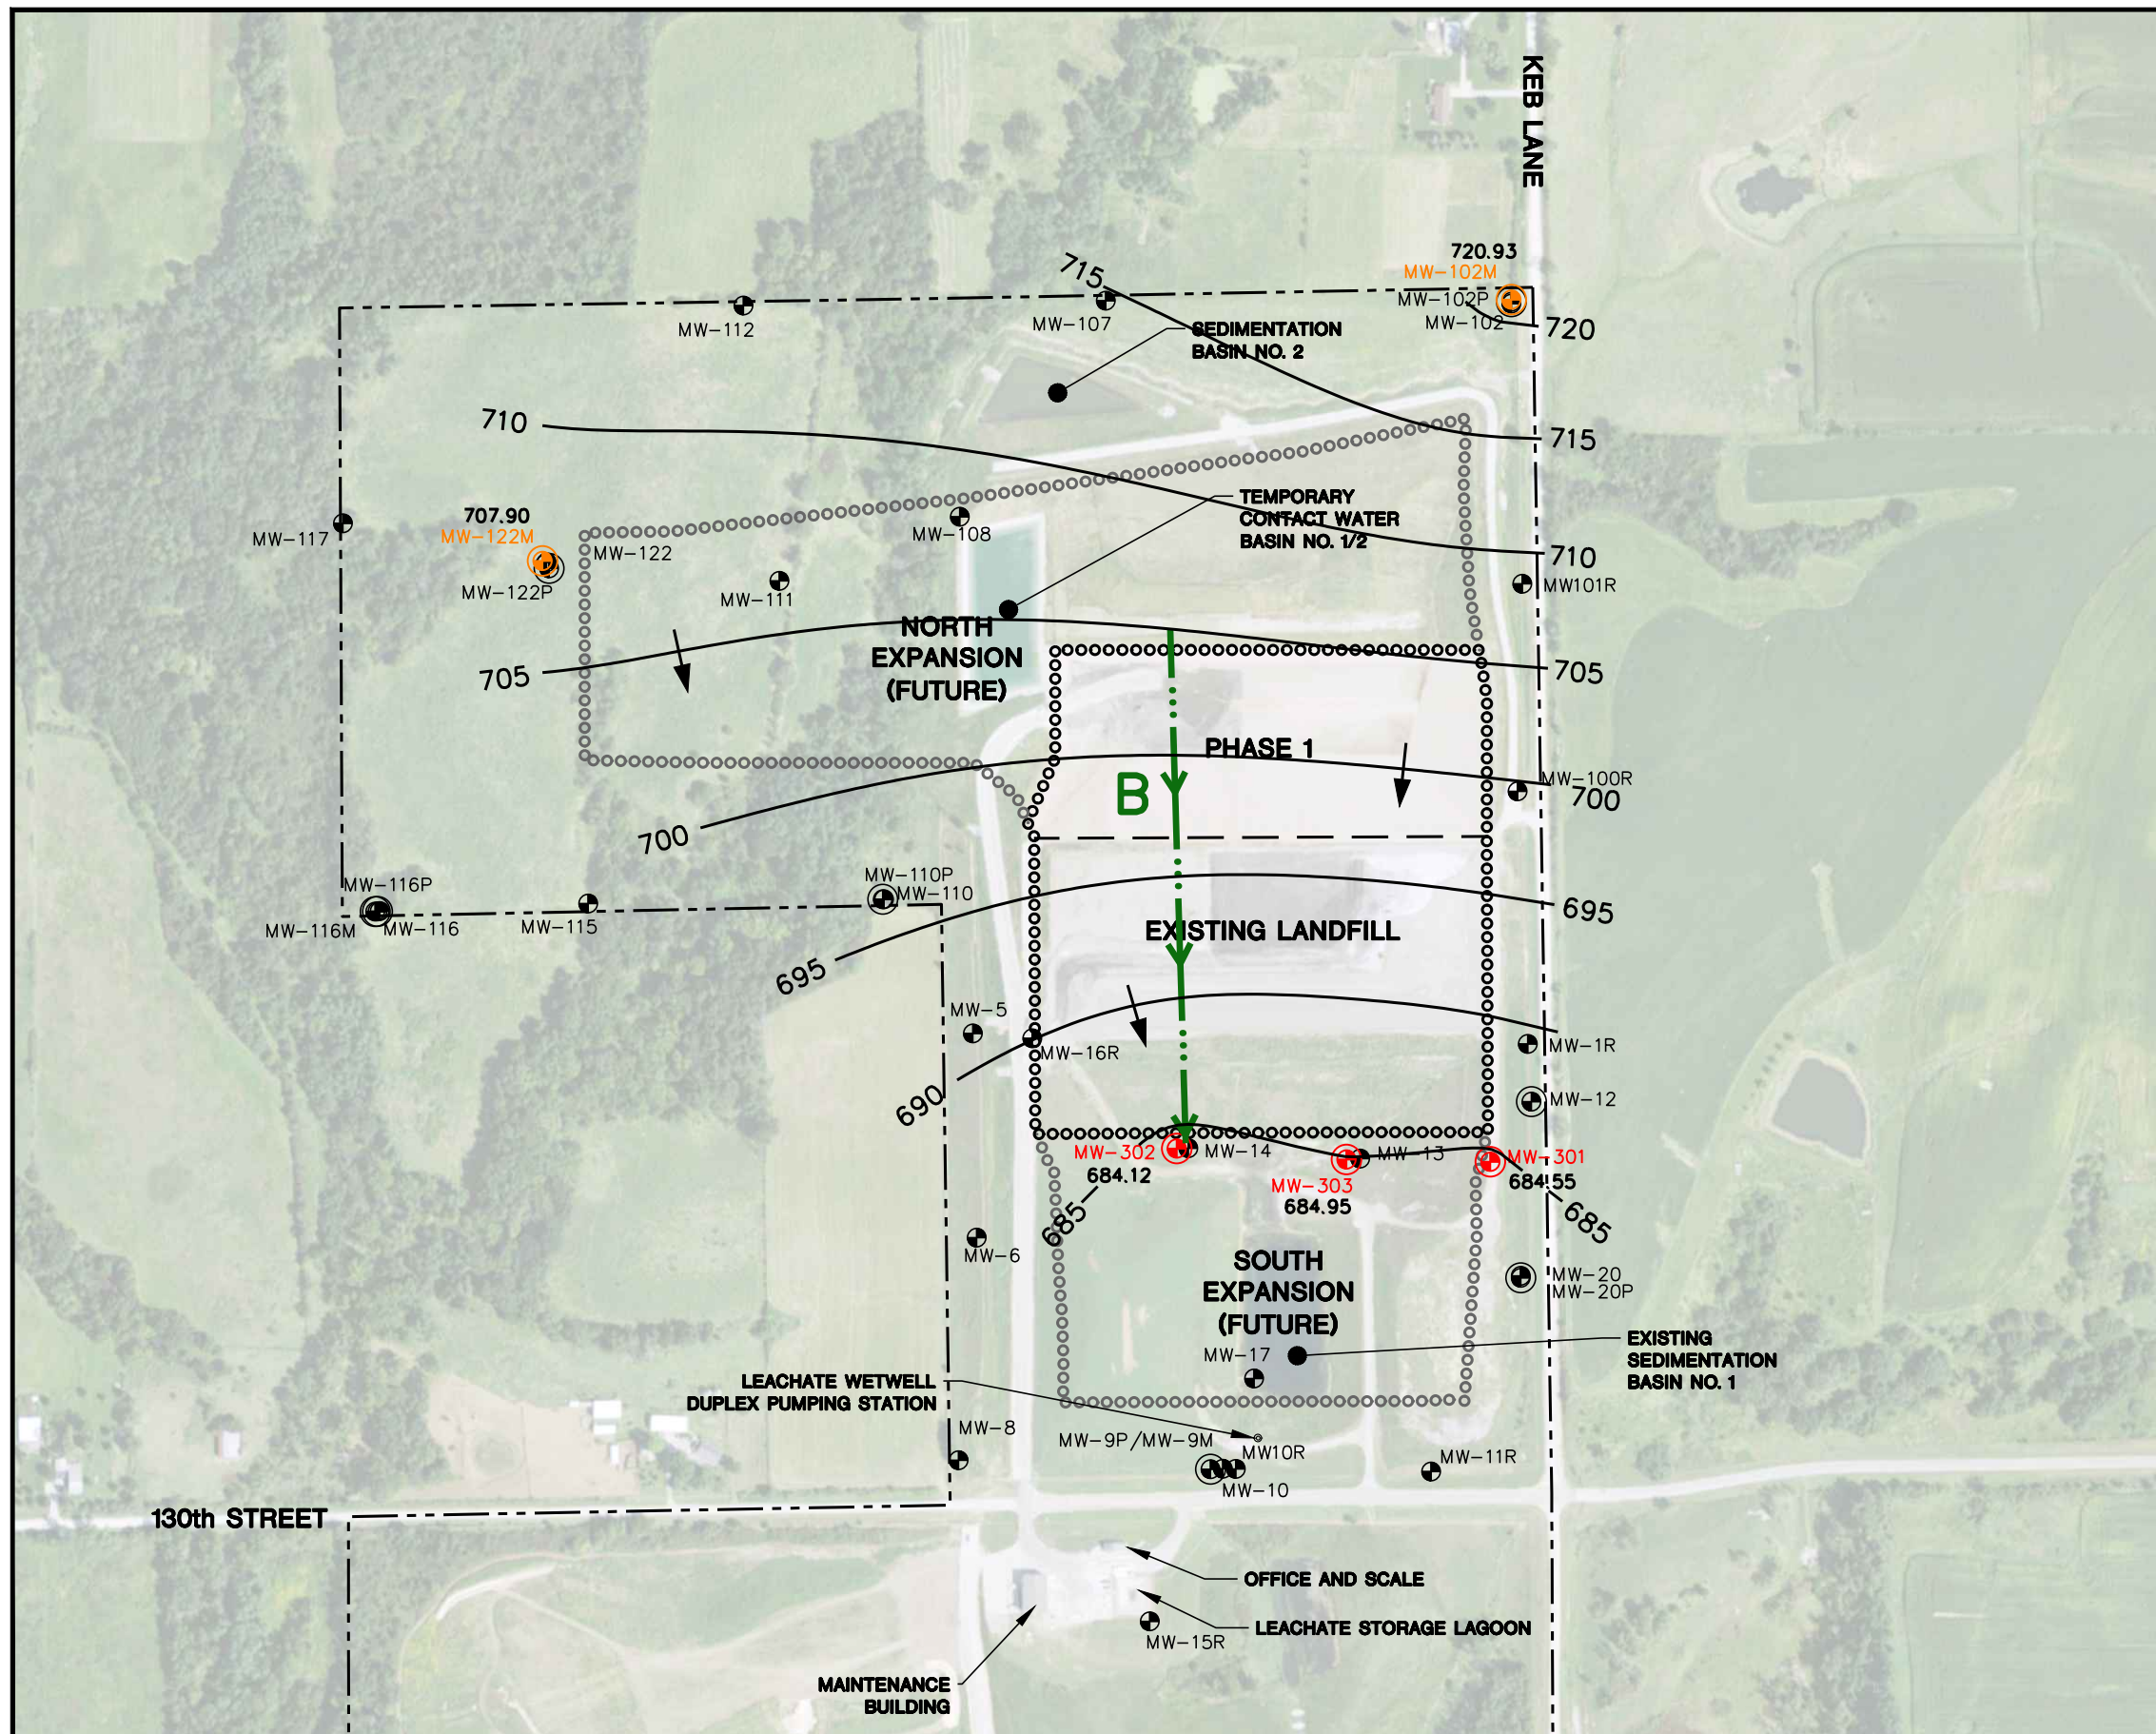 KEB LANE
720.93
MW-102M
MW-102P
MW-102
720
715
MW-112
MW-107
SEDIMENTATION
BASIN NO. 2
710
715
707.90
MW-122M
MW-117
MW-122
MW-122P
MW-108
MW-111
TEMPORARY
CONTACT WATER
BASIN NO. 1/2
710
MW101R
NORTH
EXPANSION
(FUTURE)
705
705
PHASE 1
B
MW-100R
700
700
MW-116P
MW-116M
MW-116
MW-115
MW-110P
MW-110
695
EXISTING LANDFILL
695
MW-5
MW-16R
MW-1R
690
MW-12
MW-302
684.12
MW-14
MW-13
MW-303
684.95
MW-301
684.55
685
685
MW-6
SOUTH
EXPANSION
(FUTURE)
MW-20
MW-20P
MW-17
EXISTING
SEDIMENTATION
BASIN NO. 1
LEACHATE WETWELL
DUPLEX PUMPING STATION
MW-8
MW-9P/MW-9M
MW10R
MW-10
MW-11R
130th STREET
OFFICE AND SCALE
LEACHATE STORAGE LAGOON
MW-15R
MAINTENANCE
BUILDING